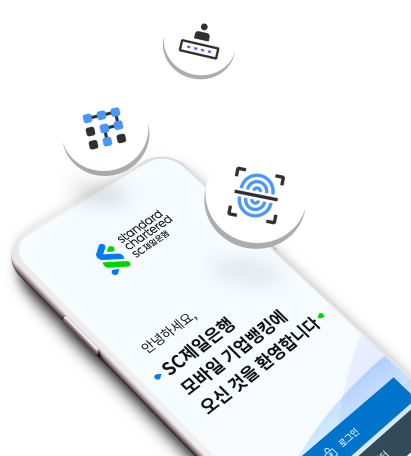 standard
chartered
SC제일은행
안녕하세요,
SC제일은행
모바일 기업뱅킹에
오신 것을 환영합니다
로그인